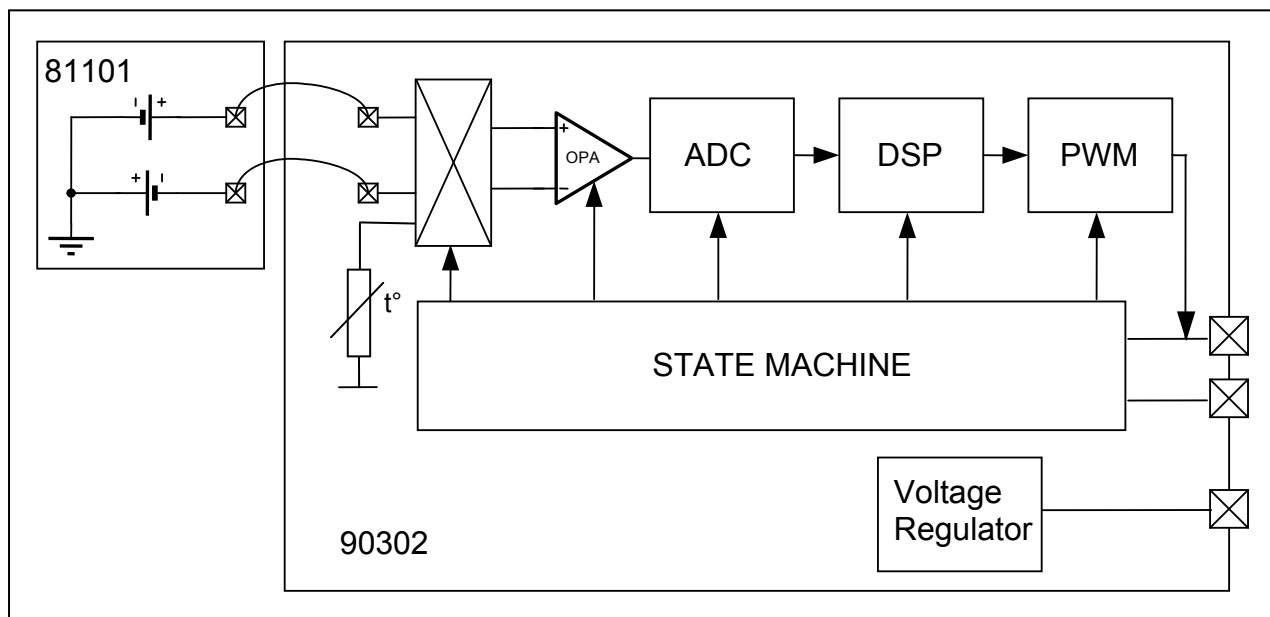 81101
+
+
+
−
OPA
ADC
DSP
PWM
t°
STATE MACHINE
Voltage
Regulator
90302